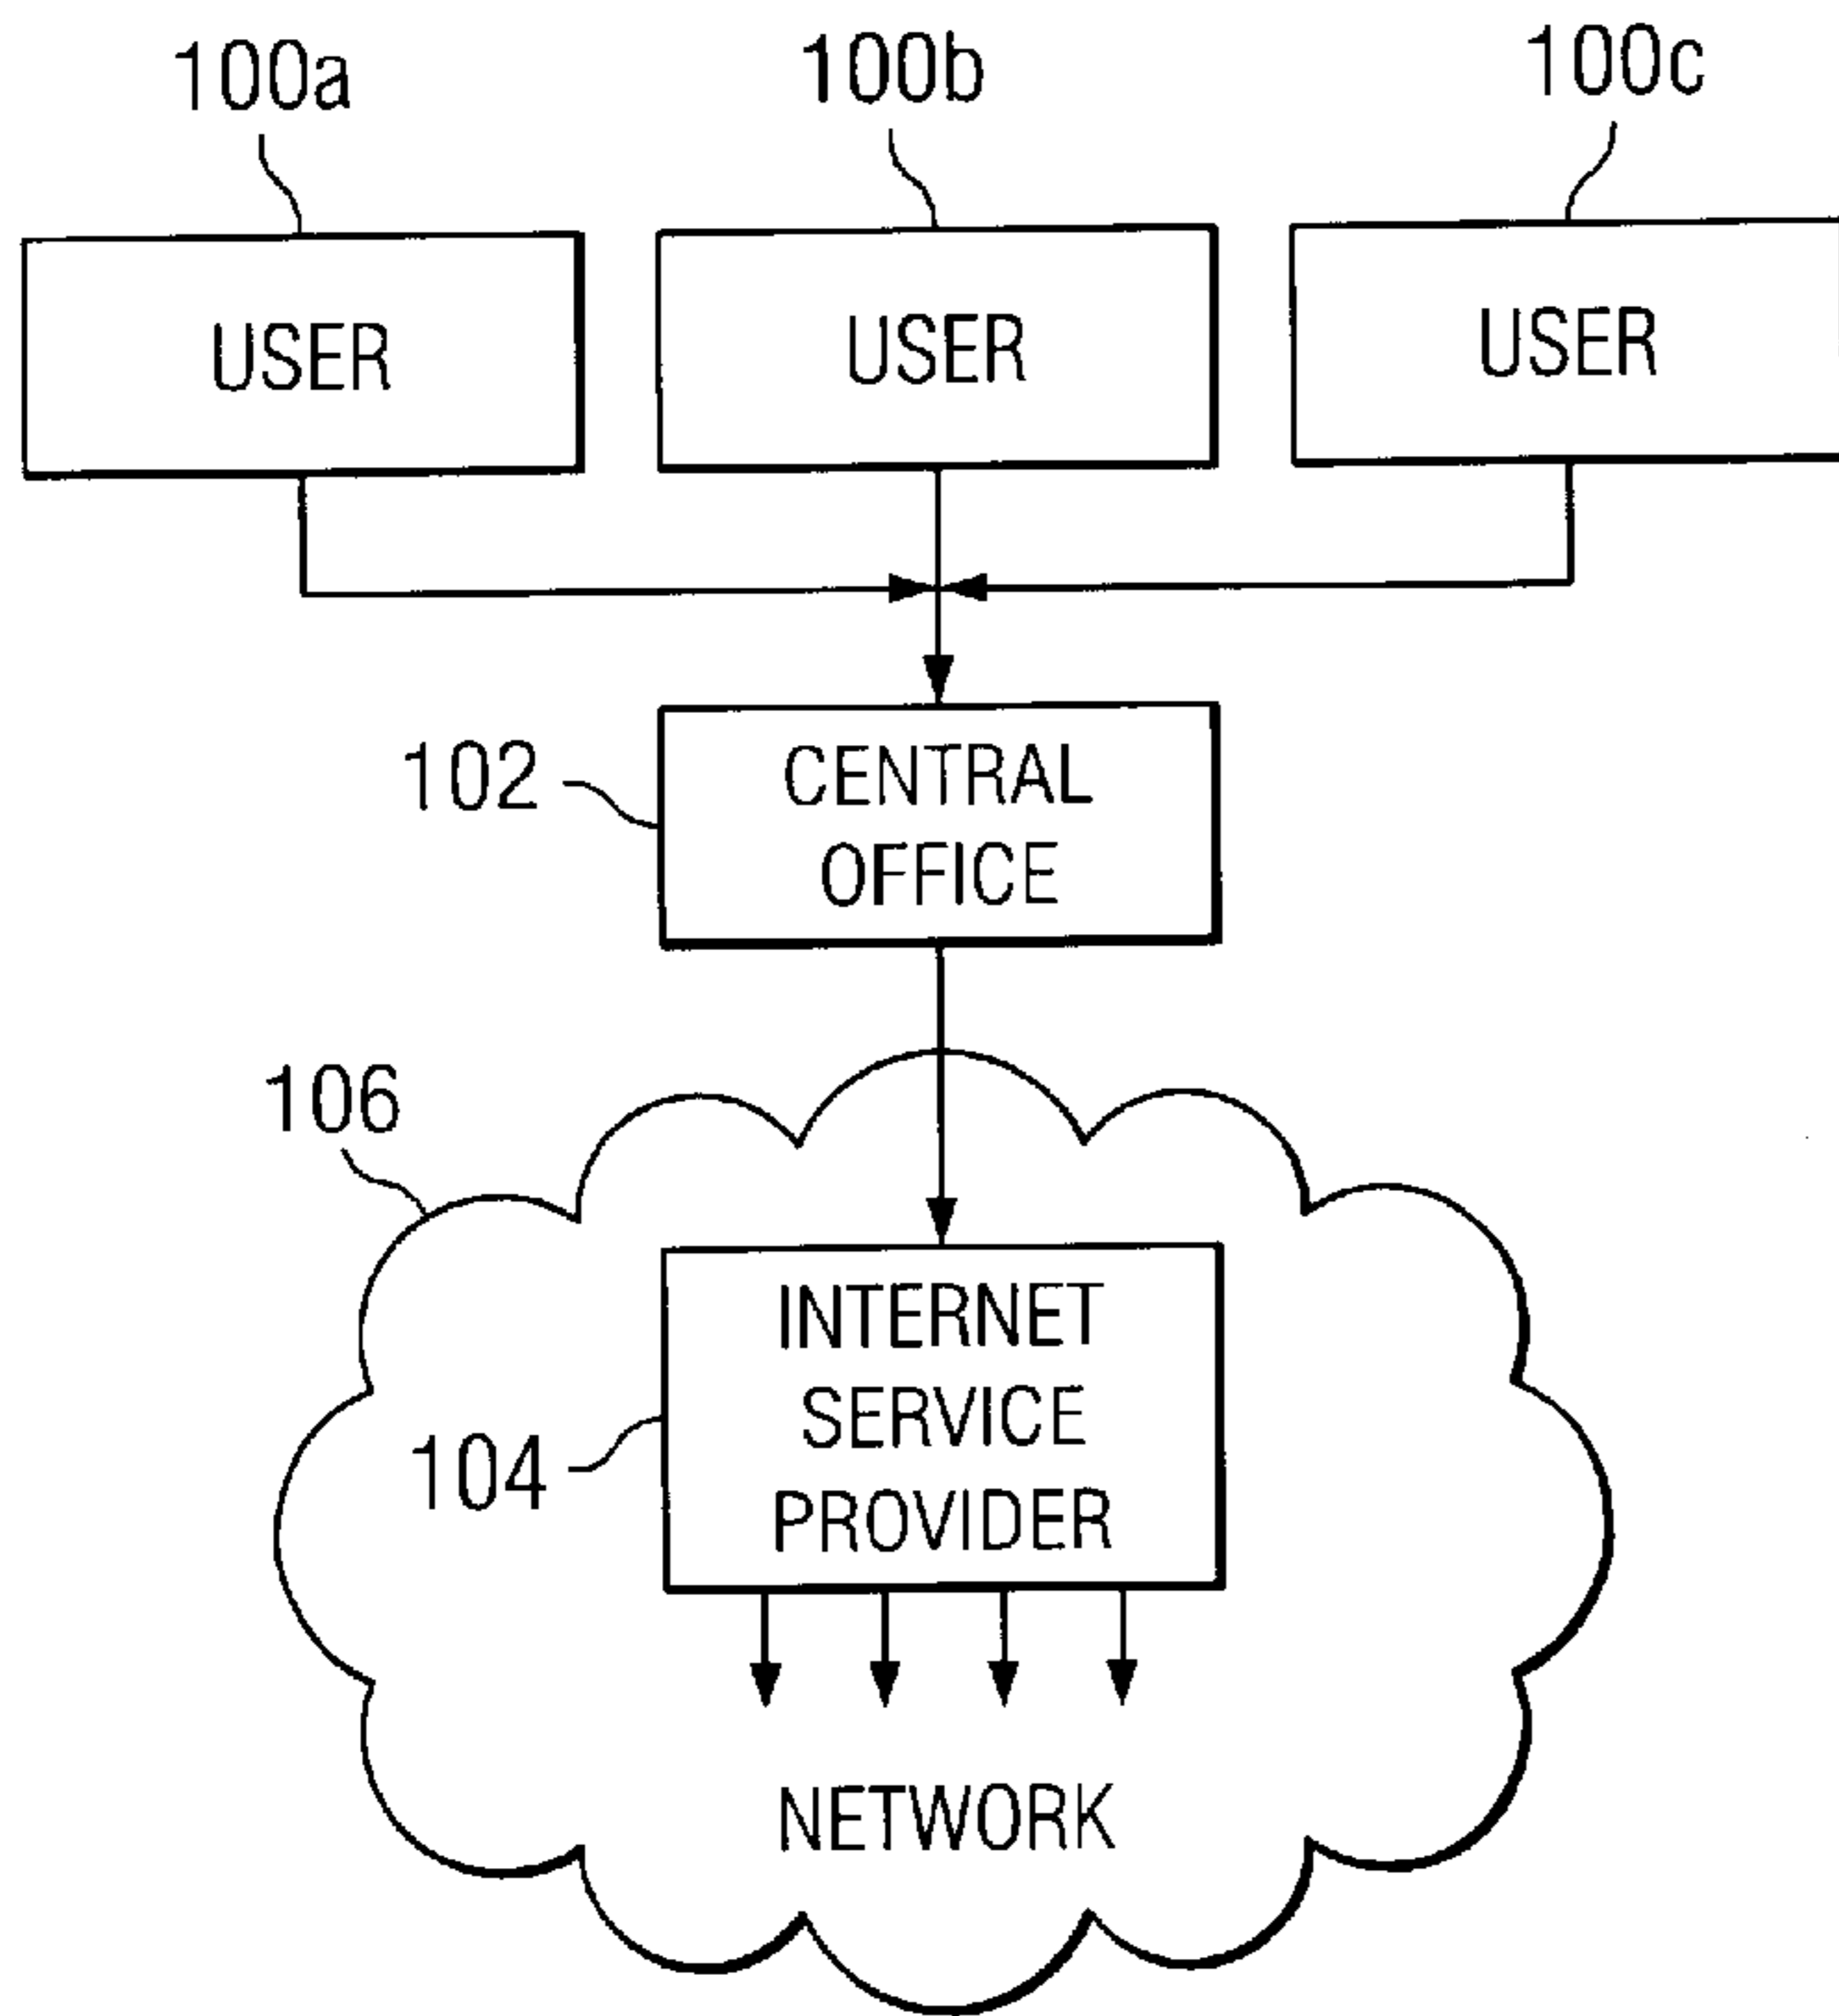 100a
100b
100c
USER
USER
USER
102
CENTRAL
OFFICE
106
INTERNET
SERVICE
PROVIDER
104
NETWORK